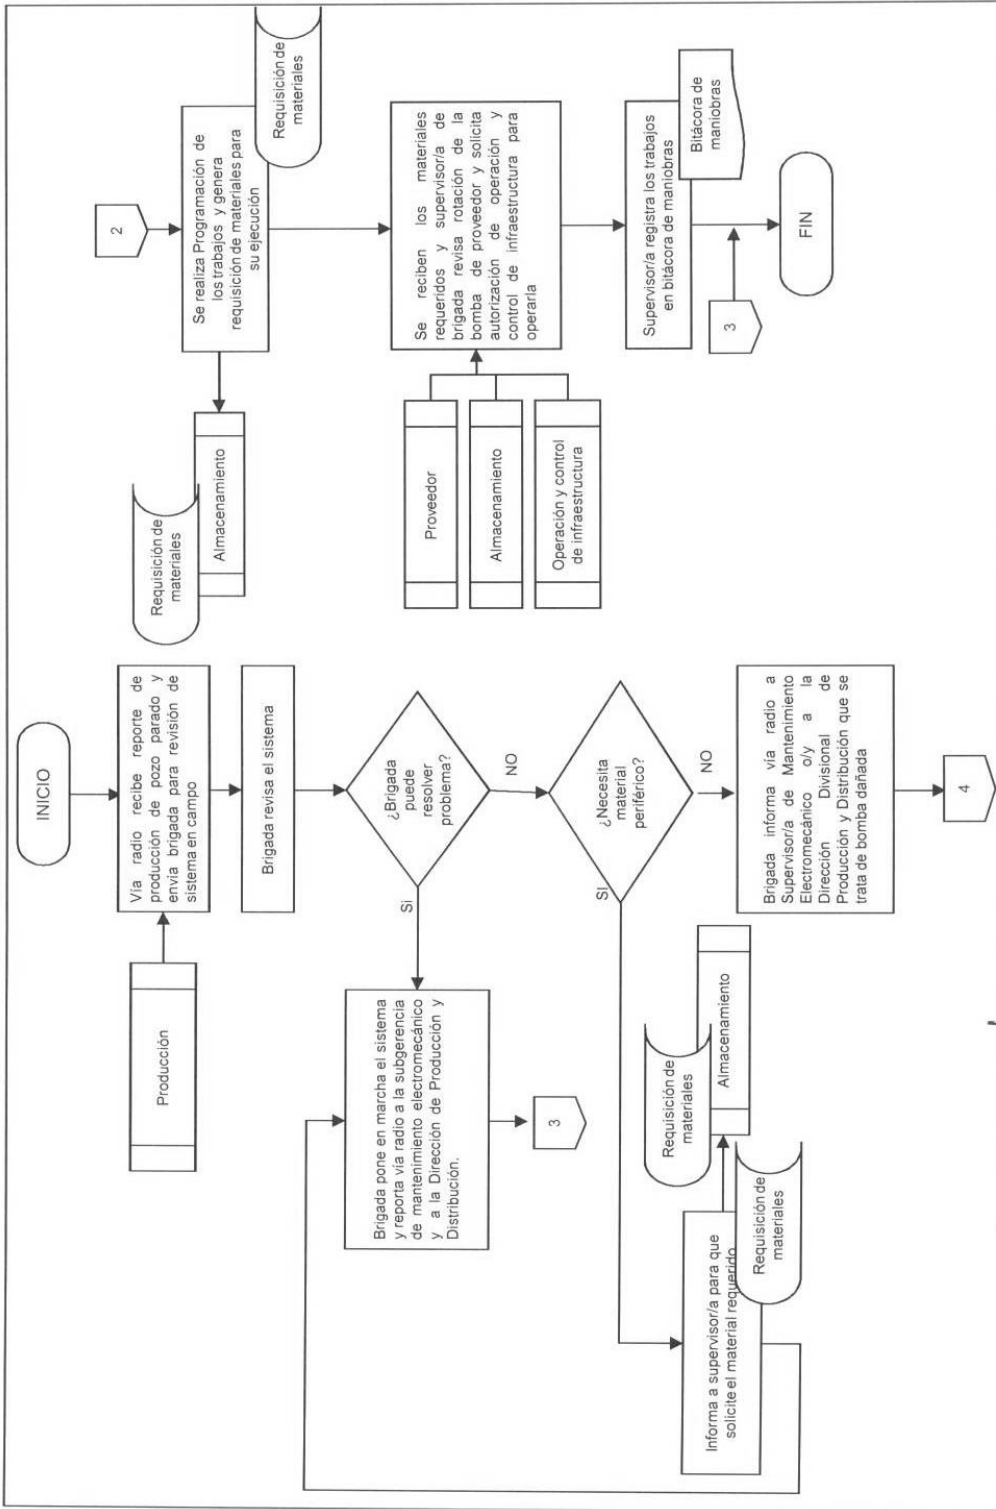 INICIO
Producción
Vía radio recibe reporte de
producción de pozo parado y
envía brigada para revisión de
sistema en campo
Brigada revisa el sistema
¿Brigada
puede
resolver
problema?
Si
NO
Brigada pone en marcha el sistema
y reporta vía radio a la subgerencia
de mantenimiento electromecánico
y a la Dirección de Producción y
Distribución.
3
¿Necesita
material
periférico?
SI
NO
Informa a supervisor/a para que
solicite el material requerido
Requisición de
materiales
Requisición de
materiales
Almacenamiento
Brigada informa vía radio a
Supervisor/a de Mantenimiento
Electromecánico o/y a la
Dirección Divisional de
Producción y Distribución que se
trata de bomba dañada
4
2
Se realiza Programación de
los trabajos y genera
requisición de materiales para
su ejecución
Requisición de
materiales
Requisición de
materiales
Almacenamiento
Proveedor
Almacenamiento
Operación y control
de infraestructura
Se reciben los materiales
requeridos y supervisor/a de
brigada revisa rotación de la
bomba de proveedor y solicita
autorización de operación y
control de infraestructura para
operarla
Supervisor/a registra los trabajos
en bitácora de maniobras
Bitácora de
maniobras
3
FIN